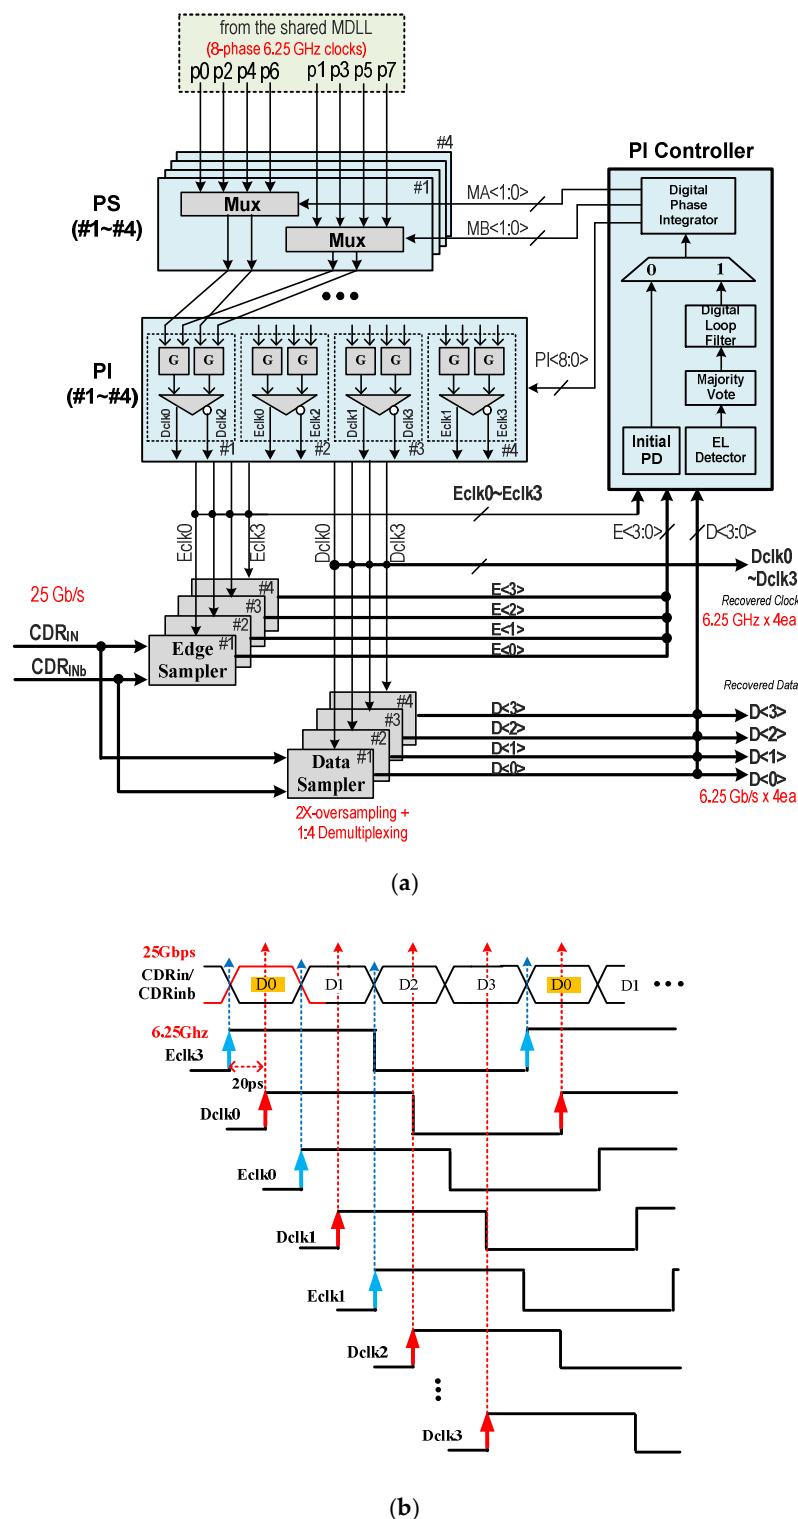 from the shared MDLL
(8-phase 6.25 GHz clocks)
p0 p2 p4 p6 p1 p3 p5 p7
#4
#1
PS
(#1~#4)
Mux
Mux
MA<1:0>
MB<1:0>
PI Controller
Digital
Phase
Integrator
0 1
Digital
Loop
Filter
Majority
Vote
Initial
PD
EL
Detector
PI
(#1~#4)
G G G G G G G G
Dclk0 Dclk2 Eclk0 Eclk2 Dclk1 Dclk3 Eclk1 Eclk3
#1 #2 #3 #4
PI<8:0>
Eclk0~Eclk3
E<3:0> D<3:0>
Eclk0 Eclk3 Dclk0 Dclk3
Dclk0
~Dclk3
Recovered Clock
6.25 GHz x 4ea
25 Gb/s
CDRIN
CDRINb
#4
#3
#2
#1
Edge
Sampler
E<3>
E<2>
E<1>
E<0>
Recovered Data
#4
#3
#2
#1
Data
Sampler
D<3> D<3>
D<2> D<2>
D<1> D<1>
D<0> D<0>
6.25 Gb/s x 4ea
2X-oversampling +
1:4 Demultiplexing
(a)
25Gbps
CDRin/
CDRinb
D0 D1 D2 D3 D0 D1
6.25Ghz
Eclk3
20ps
Dclk0
Eclk0
Dclk1
Eclk1
Dclk2
Dclk3
(b)